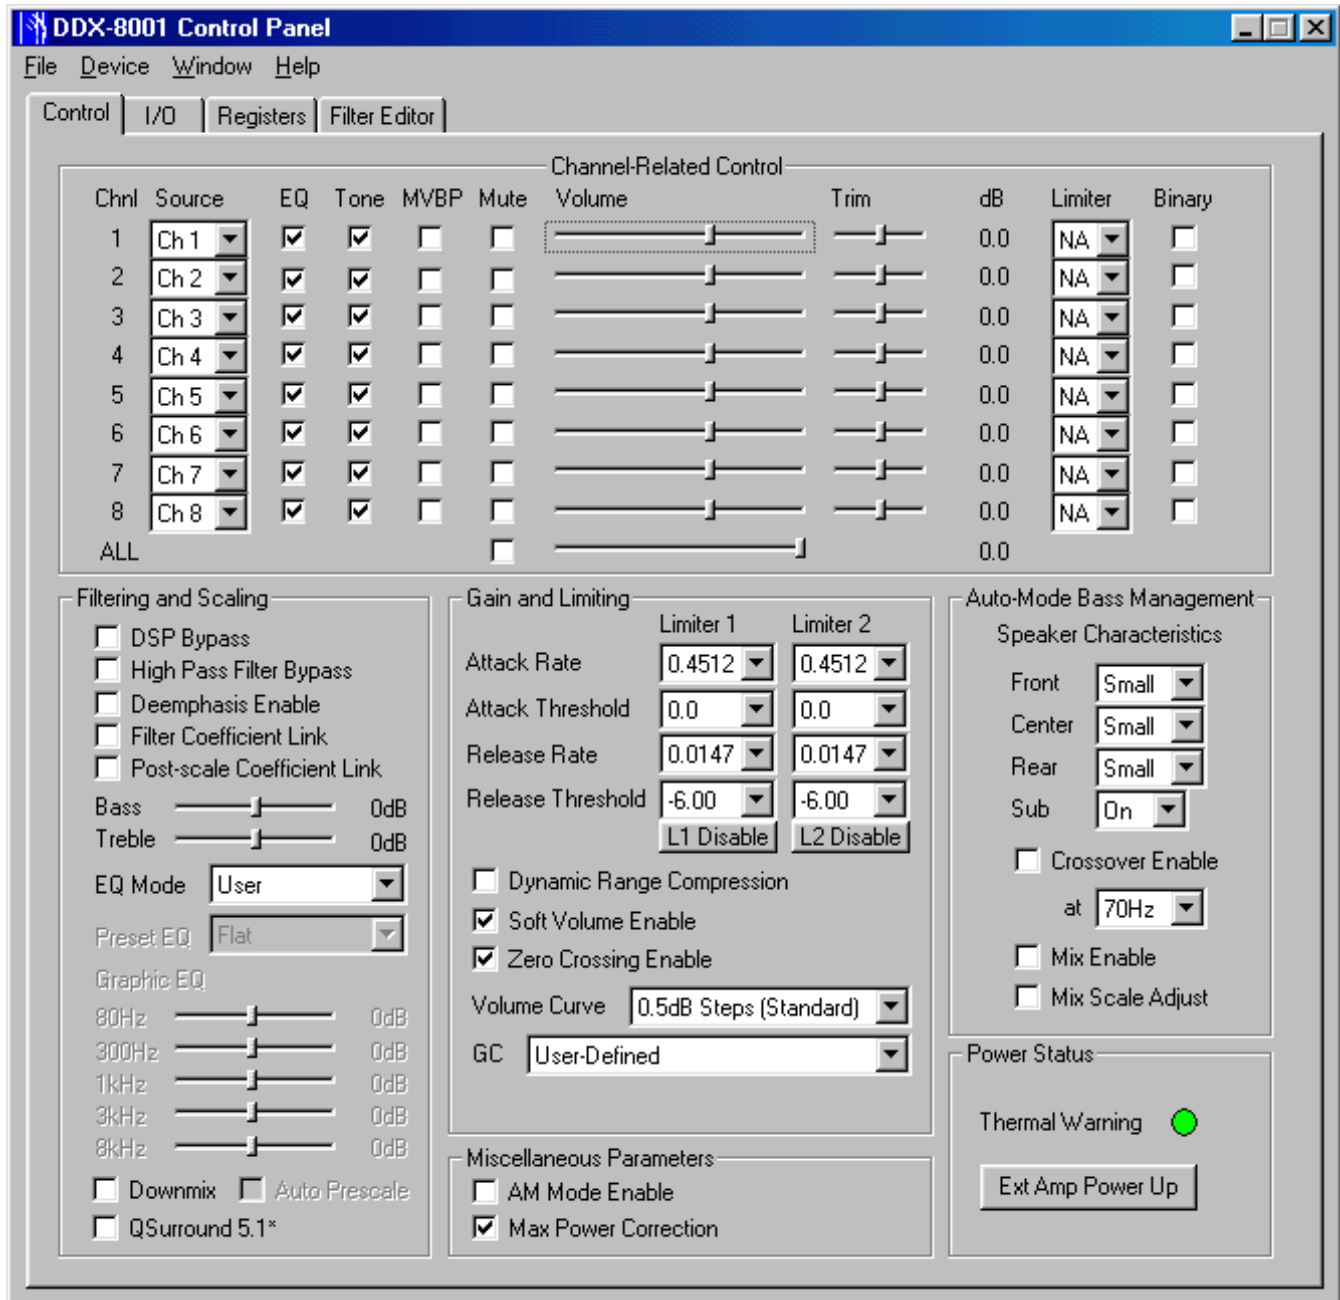 DDX-8001 Control Panel
File Device Window Help
Control I/O Registers Filter Editor
Channel-Related Control
Chnl Source EQ Tone MVBP Mute Volume Trim dB Limiter Binary
1 Ch 1 0.0 NA
2 Ch 2 0.0 NA
3 Ch 3 0.0 NA
4 Ch 4 0.0 NA
5 Ch 5 0.0 NA
6 Ch 6 0.0 NA
7 Ch 7 0.0 NA
8 Ch 8 0.0 NA
ALL 0.0
Filtering and Scaling
DSP Bypass
High Pass Filter Bypass
Deemphasis Enable
Filter Coefficient Link
Post-scale Coefficient Link
Bass 0dB
Treble 0dB
EQ Mode User
Preset EQ Flat
Graphic EQ
80Hz 0dB
300Hz 0dB
1kHz 0dB
3kHz 0dB
8kHz 0dB
Downmix Auto Prescale
QSurround 5.1*
Gain and Limiting
Limiter 1 Limiter 2
Attack Rate 0.4512 0.4512
Attack Threshold 0.0 0.0
Release Rate 0.0147 0.0147
Release Threshold -6.00 -6.00
L1 Disable L2 Disable
Dynamic Range Compression
Soft Volume Enable
Zero Crossing Enable
Volume Curve 0.5dB Steps (Standard)
GC User-Defined
Miscellaneous Parameters
AM Mode Enable
Max Power Correction
Auto-Mode Bass Management
Speaker Characteristics
Front Small
Center Small
Rear Small
Sub On
Crossover Enable
at 70Hz
Mix Enable
Mix Scale Adjust
Power Status
Thermal Warning
Ext Amp Power Up